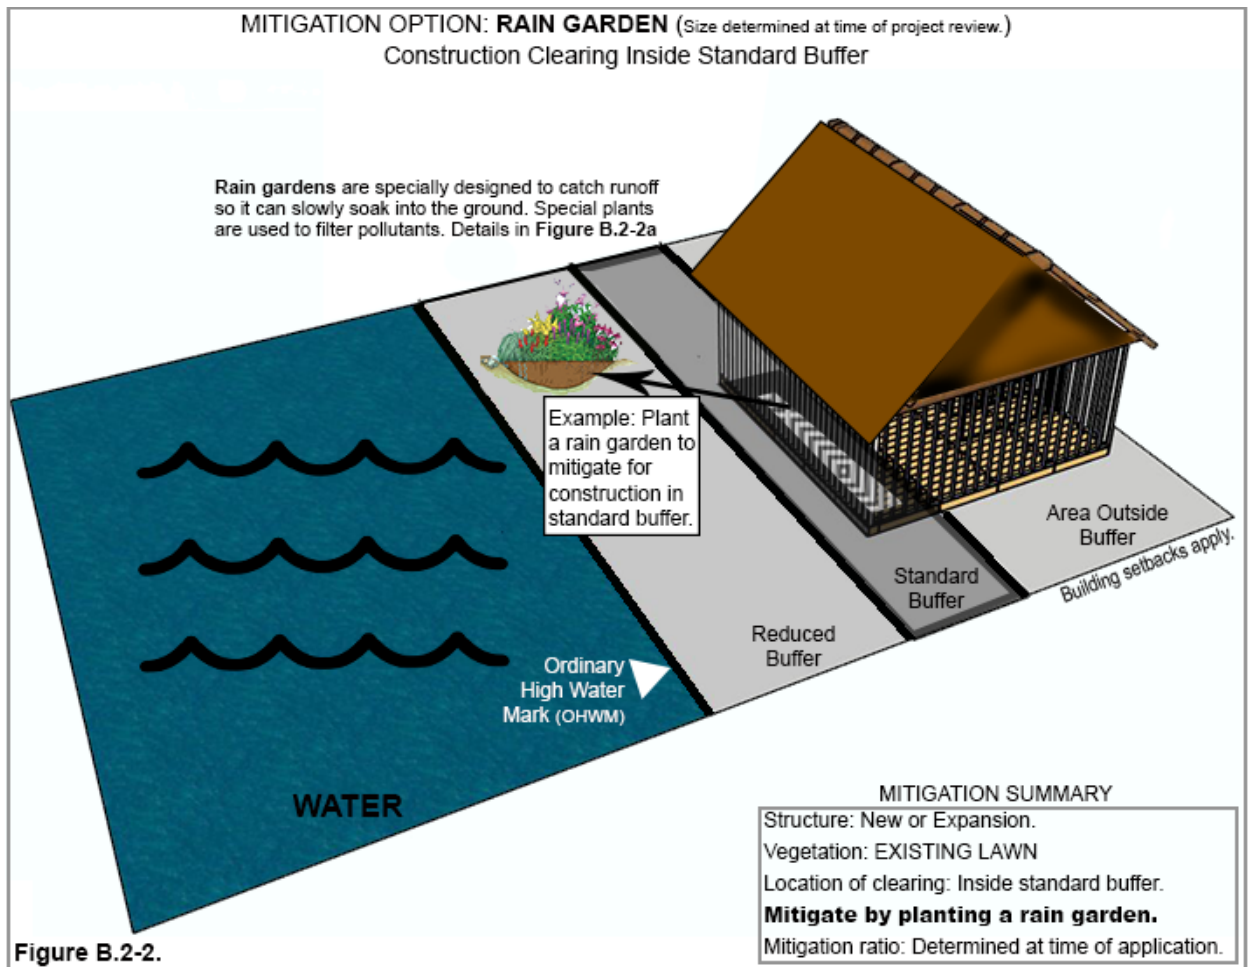 MITIGATION OPTION: RAIN GARDEN (Size determined at time of project review.)
Construction Clearing Inside Standard Buffer
Rain gardens are specially designed to catch runoff
so it can slowly soak into the ground. Special plants
are used to filter pollutants. Details in Figure B.2-2a
Example: Plant
a rain garden to
mitigate for
construction in
standard buffer.
Area Outside
Buffer
Building setbacks apply.
Standard
Buffer
Reduced
Buffer
Ordinary
High Water
Mark (OHWM)
WATER
MITIGATION SUMMARY
Structure: New or Expansion.
Vegetation: EXISTING LAWN
Location of clearing: Inside standard buffer.
Mitigate by planting a rain garden.
Mitigation ratio: Determined at time of application.
Figure B.2-2.